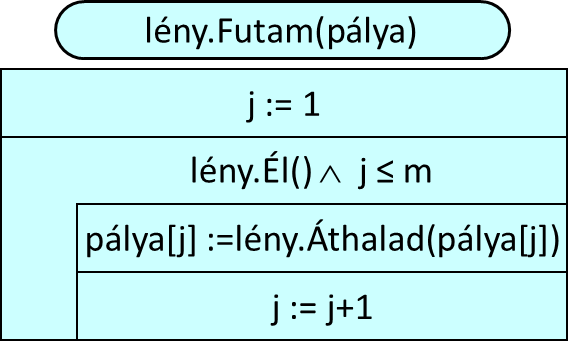 lény.Futam(pálya)
j := 1
lény.Él() ∧ j ≤ m
pálya[j] :=lény.Áthalad(pálya[j])
j := j+1